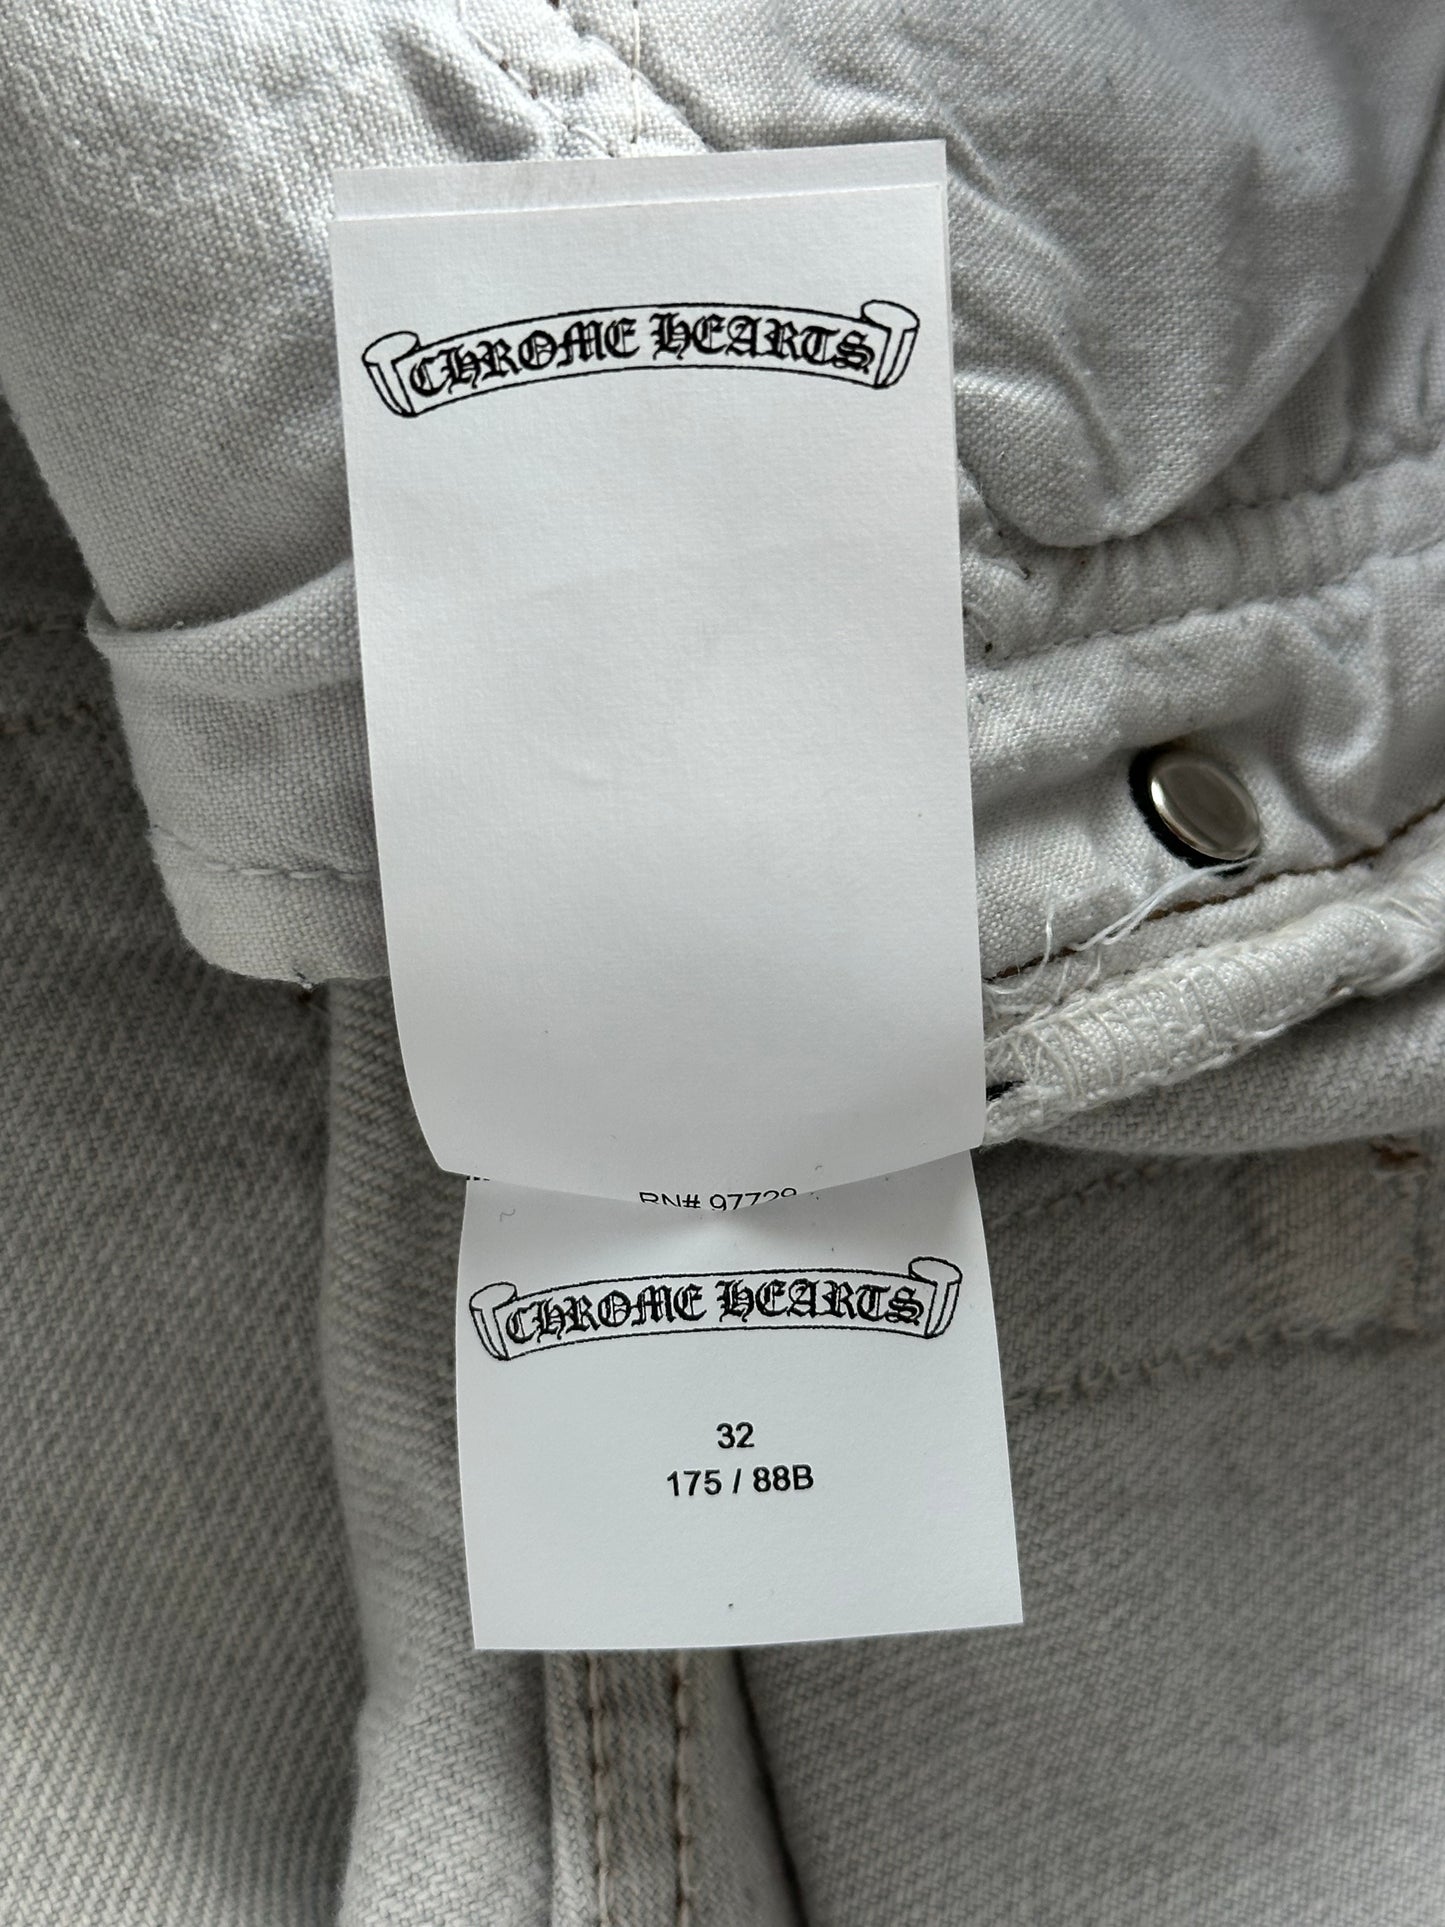 CHROME HEARTS
RN# 97729
CHROME HEARTS
32
175 / 88B